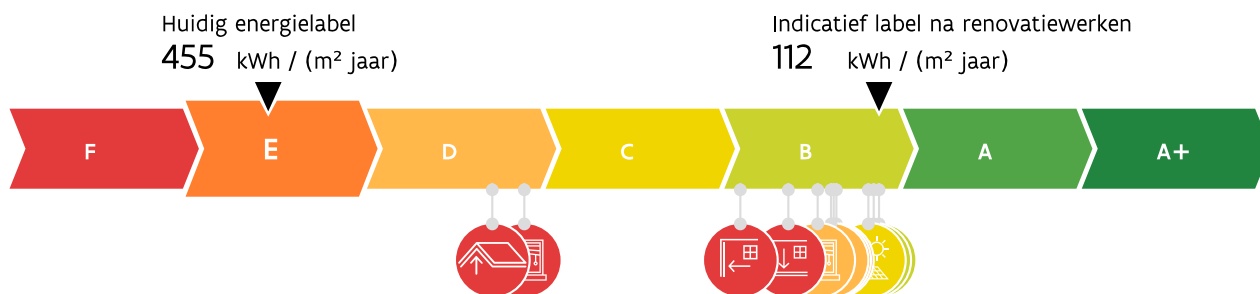 Huidig energielabel
455 kWh / (m² jaar)
Indicatief label na renovatiewerken
112 kWh / (m² jaar)
F E D C B A A+